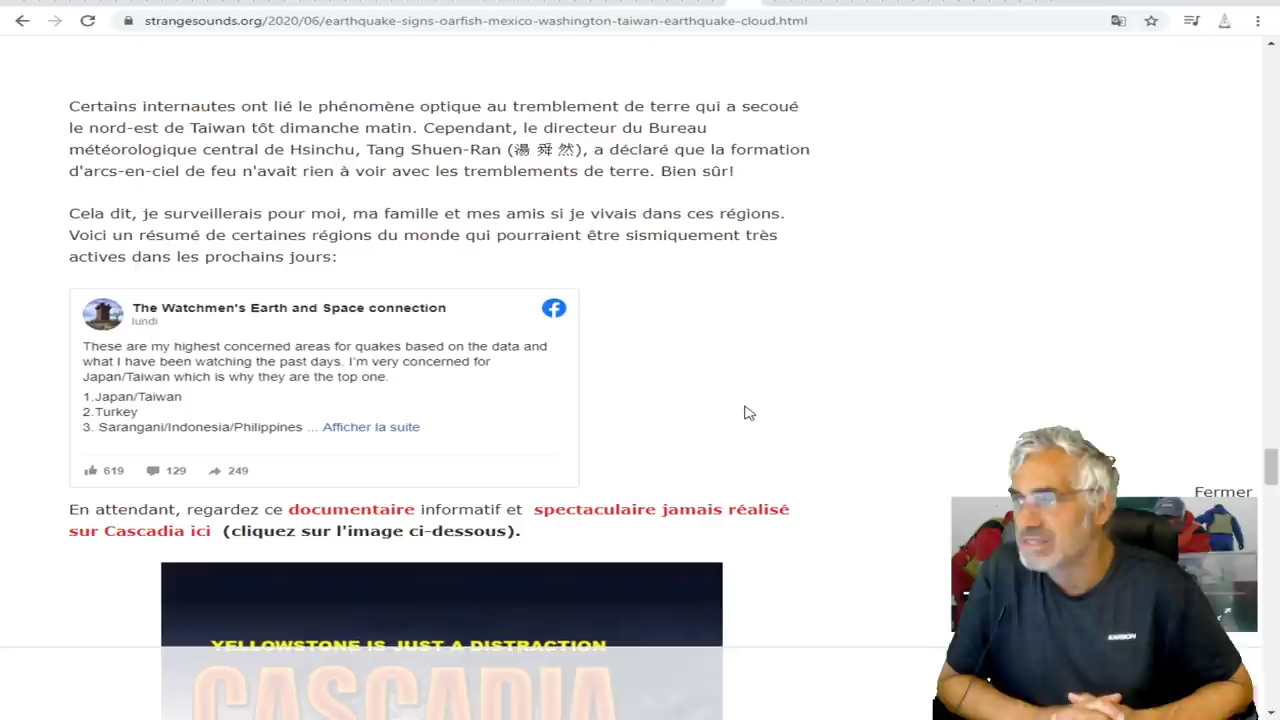 strangesounds.org/2020/06/earthquake-signs-oarfish-mexico-washington-taiwan-earthquake-cloud.html
Certains internautes ont lié le phénomène optique au tremblement de terre qui a secoué
le nord-est de Taiwan tôt dimanche matin. Cependant, le directeur du Bureau
météorologique central de Hsinchu, Tang Shuen-Ran (湯 舜 然), a déclaré que la formation
d'arcs-en-ciel de feu n'avait rien à voir avec les tremblements de terre. Bien sûr!
Cela dit, je surveillerais pour moi, ma famille et mes amis si je vivais dans ces régions.
Voici un résumé de certaines régions du monde qui pourraient être sismiquement très
actives dans les prochains jours:
The Watchmen's Earth and Space connection
lundi
These are my highest concerned areas for quakes based on the data and
what I have been watching the past days. I'm very concerned for
Japan/Taiwan which is why they are the top one.
1.Japan/Taiwan
2.Turkey
3. Sarangani/Indonesia/Philippines ... Afficher la suite
619 129 249
En attendant, regardez ce documentaire informatif et spectaculaire jamais réalisé
sur Cascadia ici (cliquez sur l'image ci-dessous).
Fermer
YELLOWSTONE IS JUST A DISTRACTION
CASCADIA
KARBON